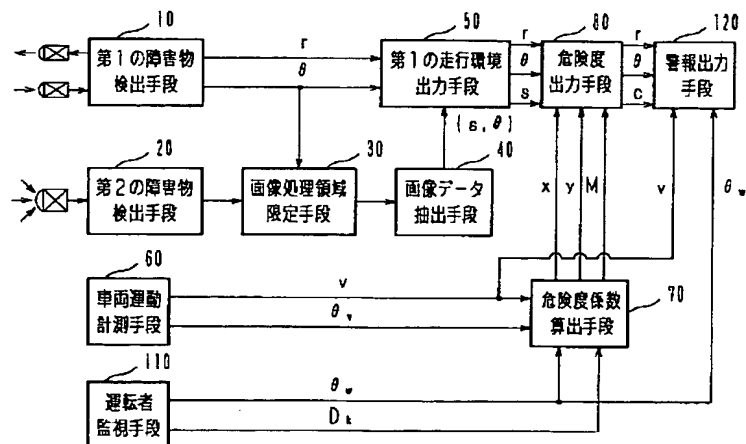 10
第1の障害物
検出手段
r
θ
50
第1の走行環境
出力手段
r
θ
s
80
危険度
出力手段
r
θ
c
120
警報出力
手段
(s, θ)
20
第2の障害物
検出手段
30
画像処理領域
限定手段
40
画像データ
抽出手段
x
y
M
v
θw
60
車両運動
計測手段
v
θv
70
危険度係数
算出手段
110
運転者
監視手段
θw
Dk